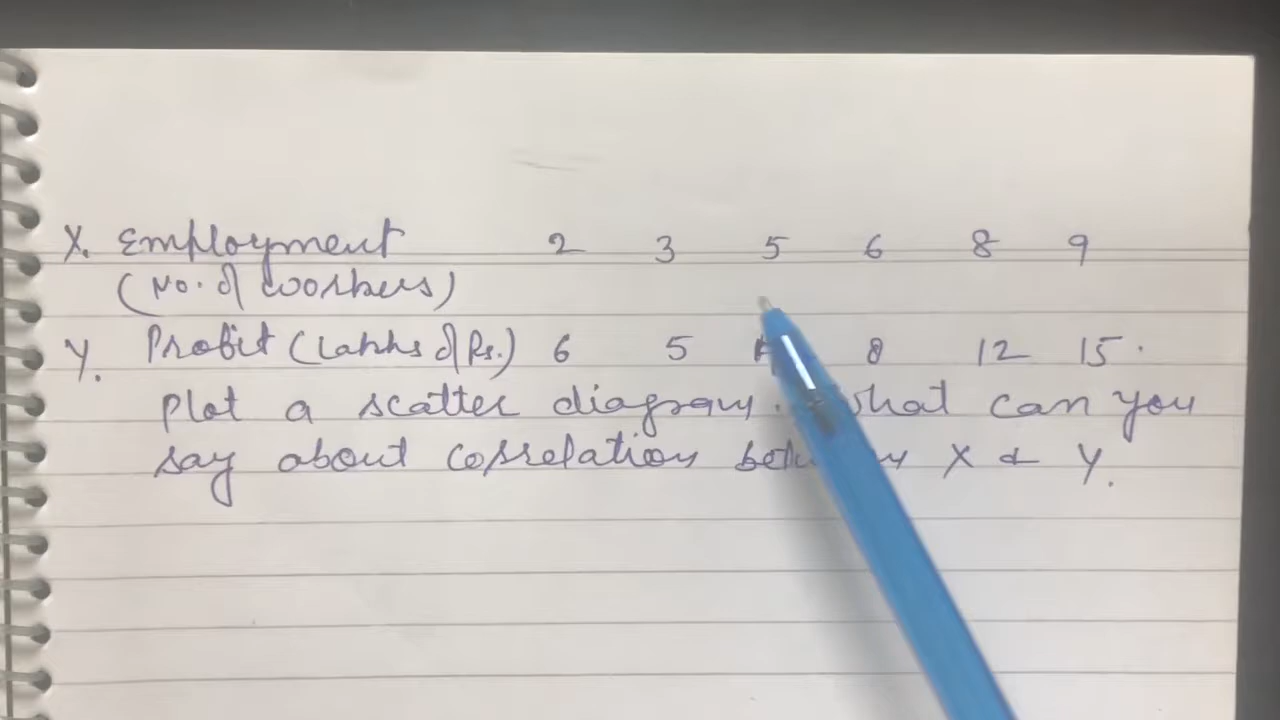 X. Employment 2 3 5 6 8 9
(No. of workers)
Y. Profit (Lakhs of Rs.) 6 5 8 12 15.
Plot a scatter diagram. What can you
say about correlation between X & Y.